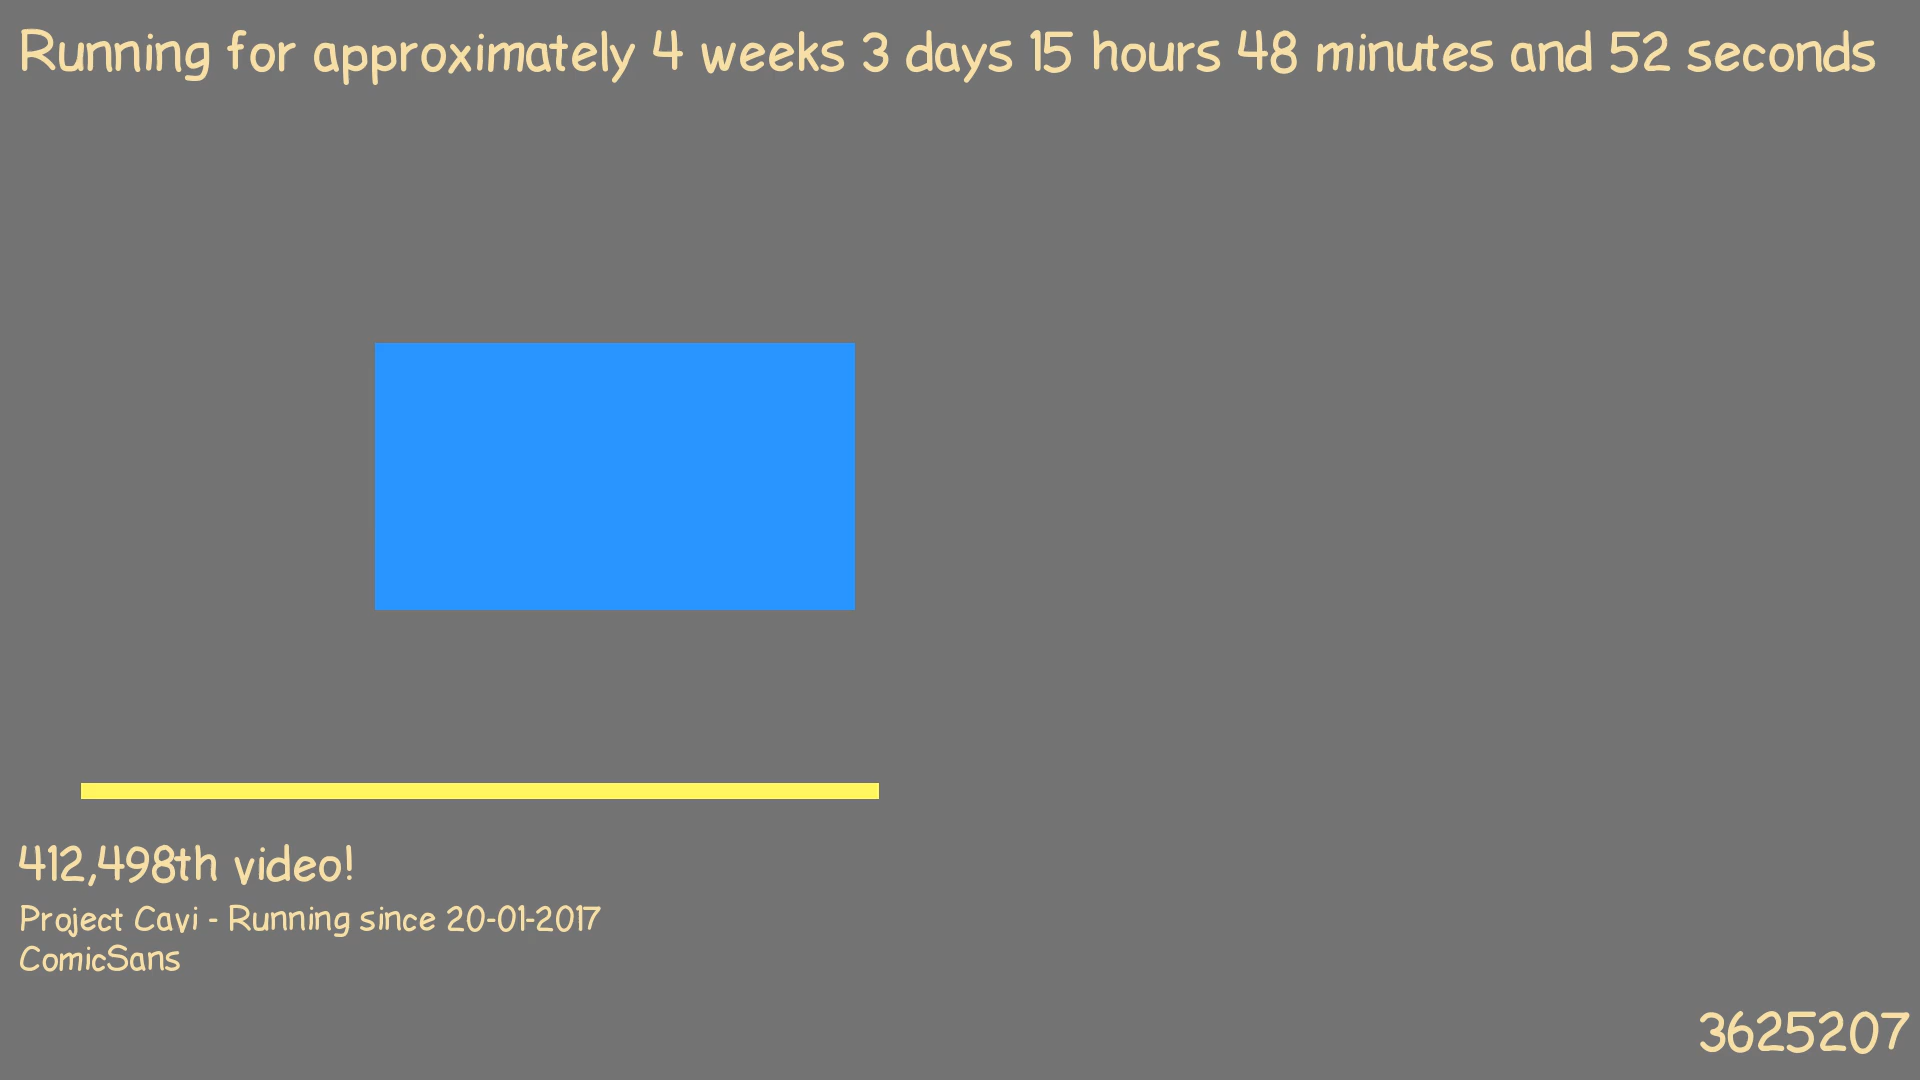 Running for approximately 4 weeks 3 days 15 hours 48 minutes and 52 seconds
412,498th video!
Project Cavi - Running since 20-01-2017
ComicSans
3625207